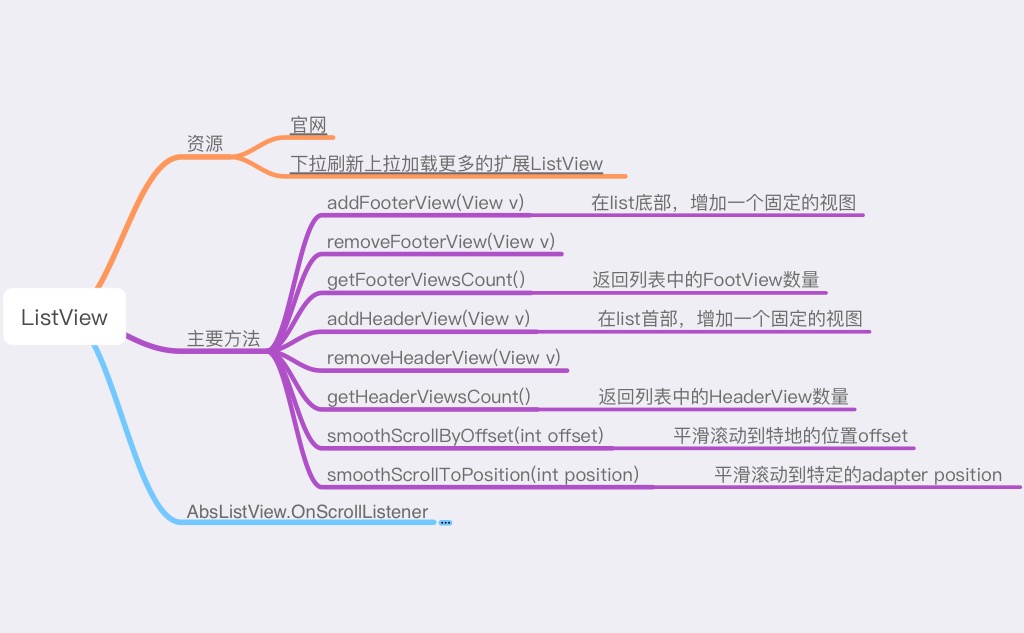 ListView
资源
官网
下拉刷新上拉加载更多的扩展ListView
主要方法
addFooterView(View v) 在list底部，增加一个固定的视图
removeFooterView(View v)
getFooterViewsCount() 返回列表中的FootView数量
addHeaderView(View v) 在list首部，增加一个固定的视图
removeHeaderView(View v)
getHeaderViewsCount() 返回列表中的HeaderView数量
smoothScrollByOffset(int offset) 平滑滚动到特地的位置offset
smoothScrollToPosition(int position) 平滑滚动到特定的adapter position
AbsListView.OnScrollListener